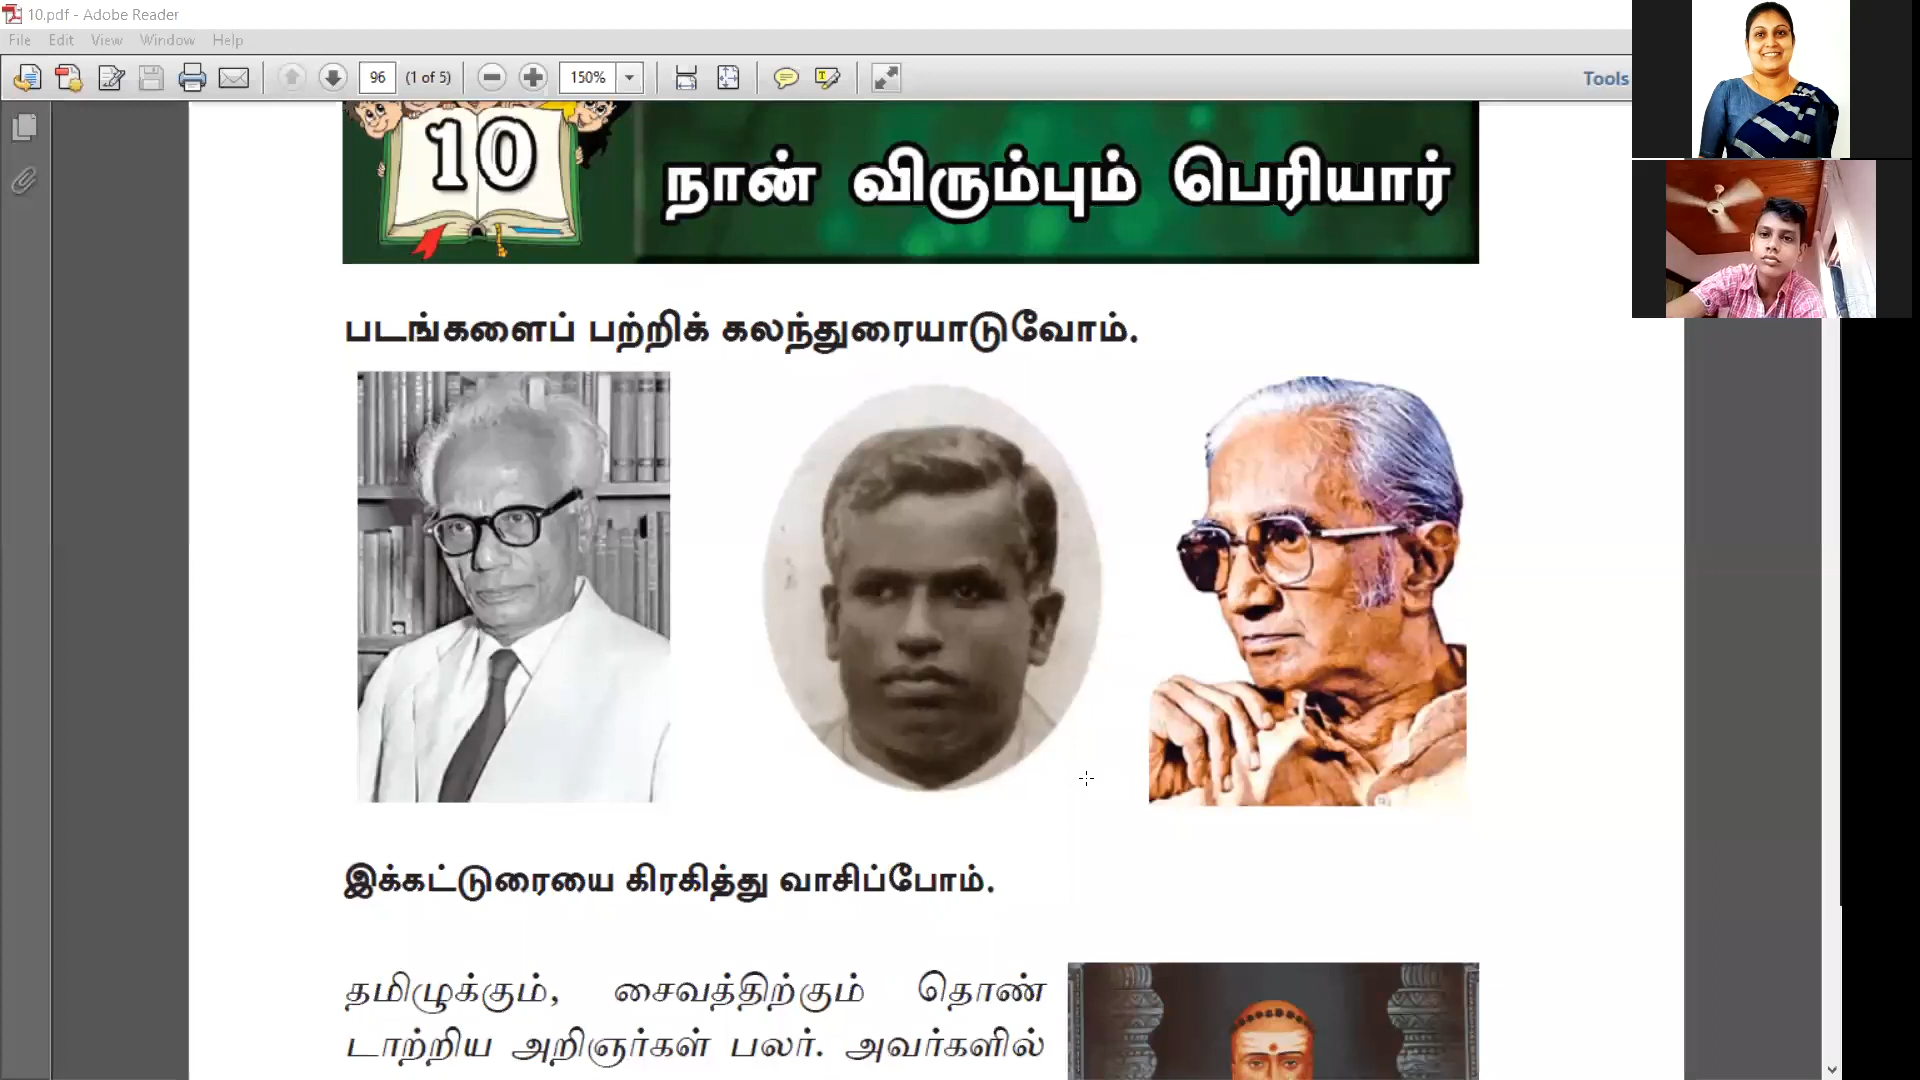 10.pdf - Adobe Reader
File Edit View Window Help
96 (1 of 5) 150% Tools
10
நான் விரும்பும் பெரியார்
படங்களைப் பற்றிக் கலந்துரையாடுவோம்.
இக்கட்டுரையை கிரகித்து வாசிப்போம்.
தமிழுக்கும், சைவத்திற்கும் தொண்
டாற்றிய அறிஞர்கள் பலர். அவர்களில்